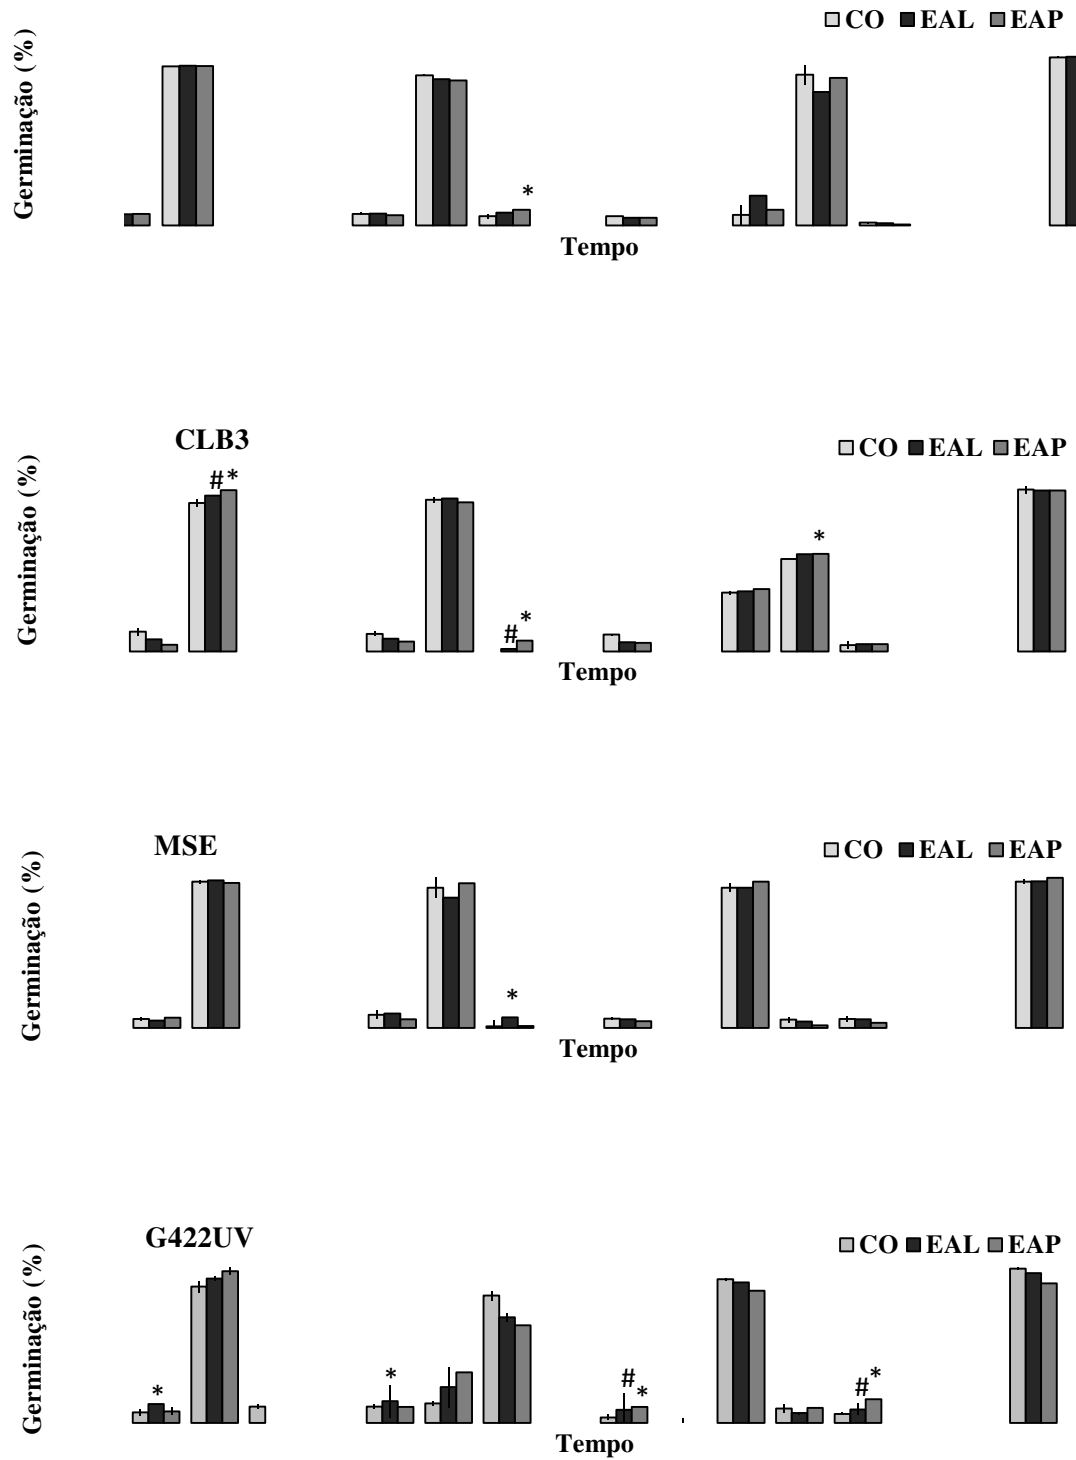 CO EAL EAP
Germinação (%)
*
Tempo
CLB3
CO EAL EAP
Germinação (%)
#*
*
*
#
Tempo
MSE
CO EAL EAP
Germinação (%)
*
Tempo
G422UV
CO EAL EAP
Germinação (%)
*
*
#
*
#*
Tempo